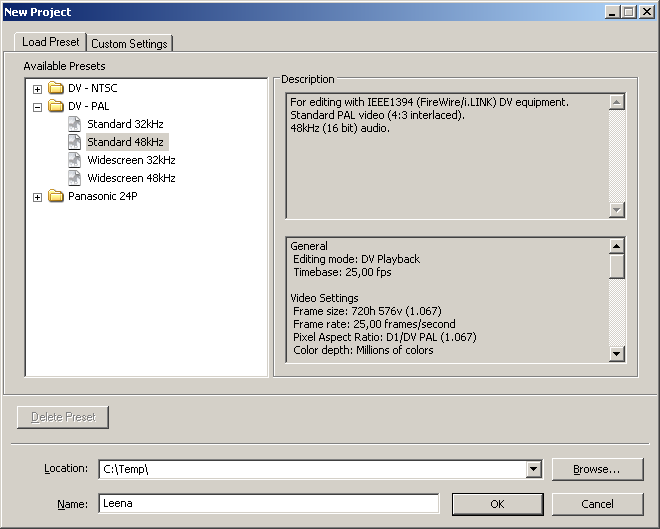 New Project
Load Preset
Custom Settings
Available Presets
DV - NTSC
DV - PAL
Standard 32kHz
Standard 48kHz
Widescreen 32kHz
Widescreen 48kHz
Panasonic 24P
Description
For editing with IEEE1394 (FireWire/i.LINK) DV equipment.
Standard PAL video (4:3 interlaced).
48kHz (16 bit) audio.
General
Editing mode: DV Playback
Timebase: 25,00 fps
Video Settings
Frame size: 720h 576v (1.067)
Frame rate: 25,00 frames/second
Pixel Aspect Ratio: D1/DV PAL (1.067)
Color depth: Millions of colors
Delete Preset
Location:
C:\Temp\
Browse...
Name:
Leena
OK
Cancel